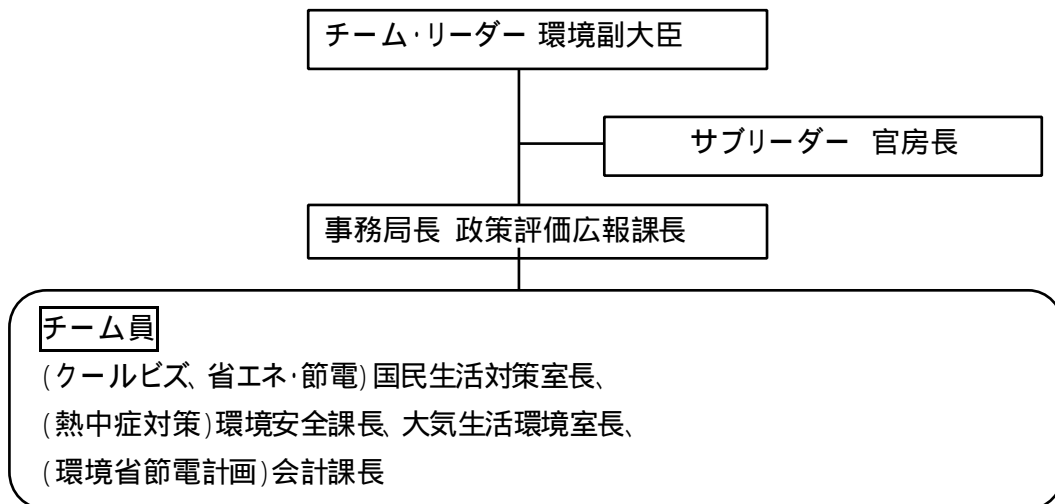 チーム・リーダー 環境副大臣
サブリーダー 官房長
事務局長 政策評価広報課長
チーム員
(クールビズ、省エネ・節電)国民生活対策室長、
(熱中症対策)環境安全課長、大気生活環境室長、
(環境省節電計画)会計課長